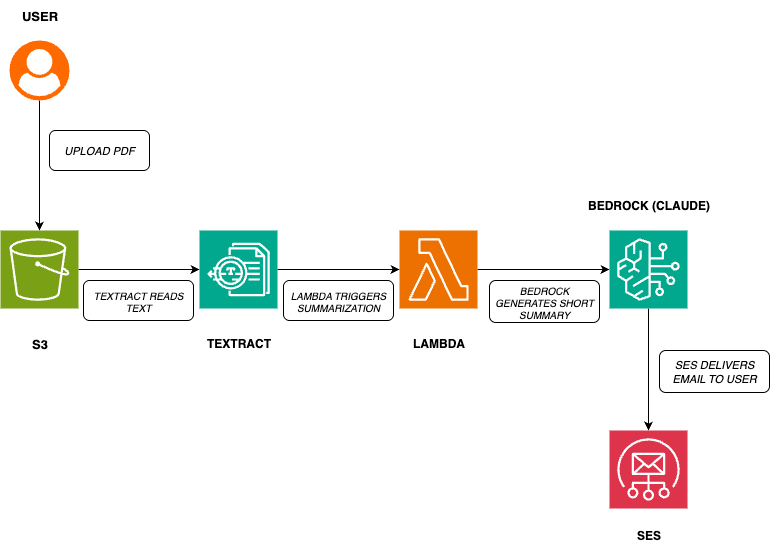 USER
UPLOAD PDF
BEDROCK (CLAUDE)
TEXTRACT READS
TEXT
LAMBDA TRIGGERS
SUMMARIZATION
BEDROCK
GENERATES SHORT
SUMMARY
S3
TEXTRACT
LAMBDA
SES DELIVERS
EMAIL TO USER
SES